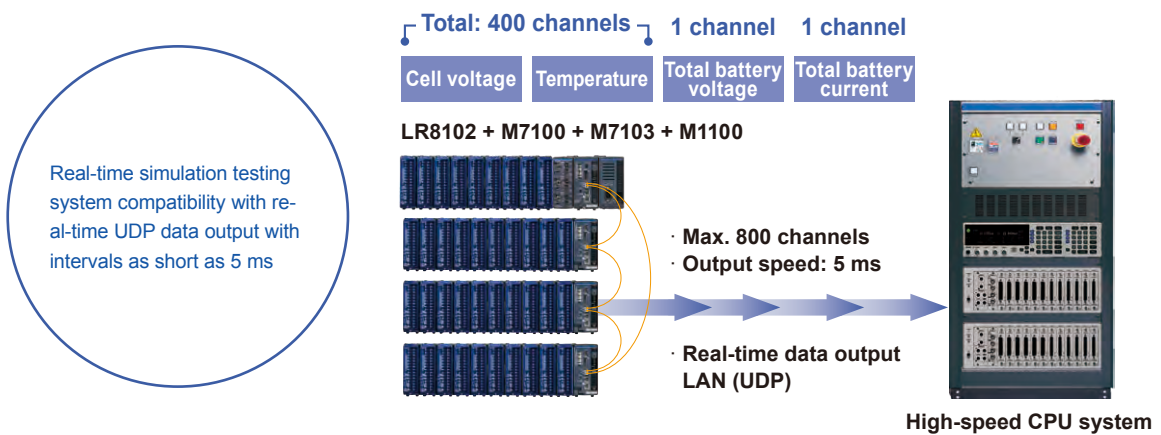 Total: 400 channels
1 channel
1 channel
Cell voltage
Temperature
Total battery
voltage
Total battery
current
LR8102 + M7100 + M7103 + M1100
Real-time simulation testing
system compatibility with re-
al-time UDP data output with
intervals as short as 5 ms
· Max. 800 channels
· Output speed: 5 ms
· Real-time data output
LAN (UDP)
High-speed CPU system